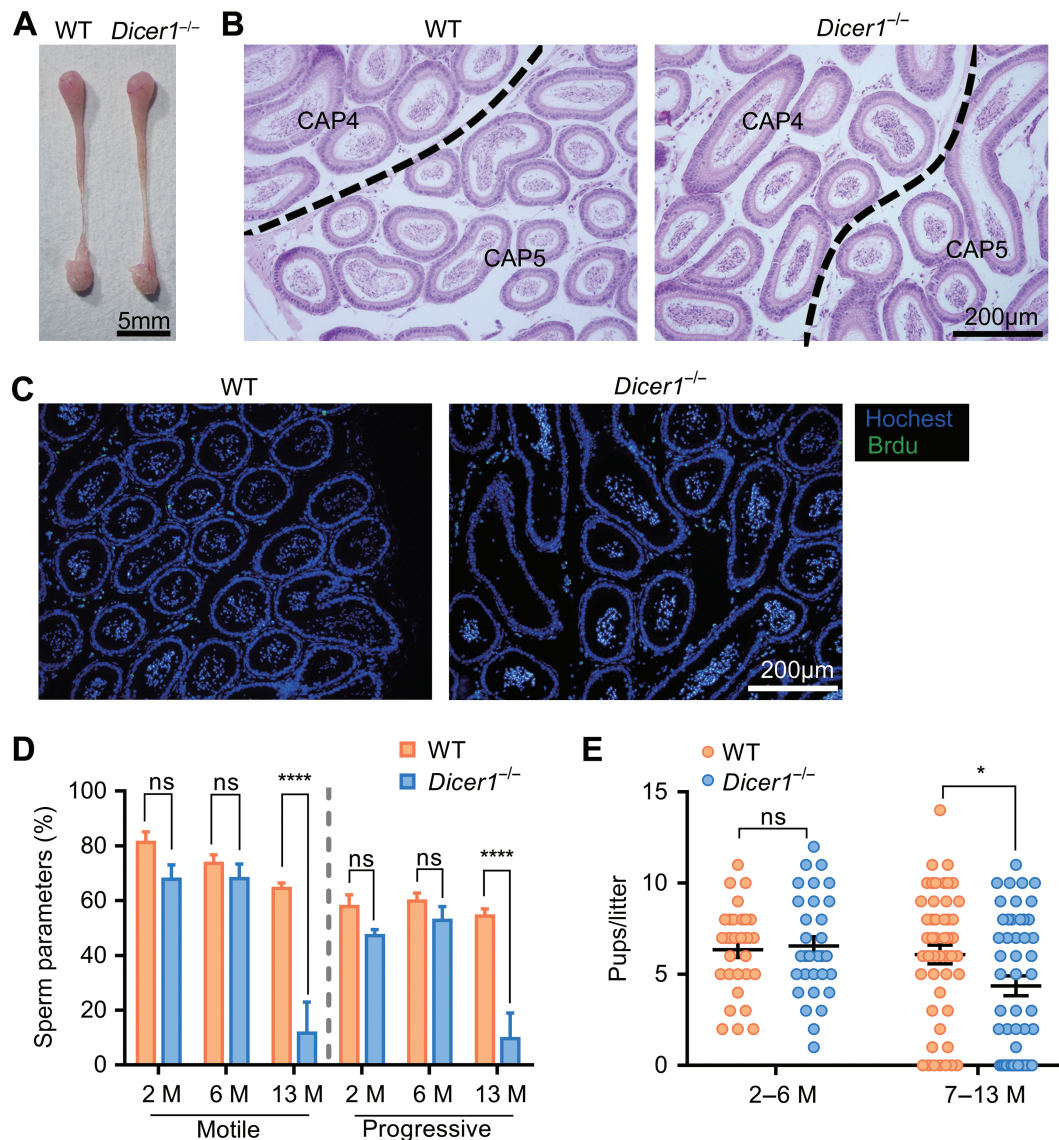 A
WT Dicer1–/–
5mm
B
WT
Dicer1–/–
CAP4
CAP5
CAP4
CAP5
200μm
C
WT
Dicer1–/–
Hochest
Brdu
200μm
D
WT
Dicer1–/–
Sperm parameters (%)
100
80
60
40
20
0
ns
ns
****
ns
ns
****
2 M 6 M 13 M 2 M 6 M 13 M
Motile Progressive
E
WT
Dicer1–/–
Pups/litter
15
10
5
0
ns
*
2–6 M 7–13 M